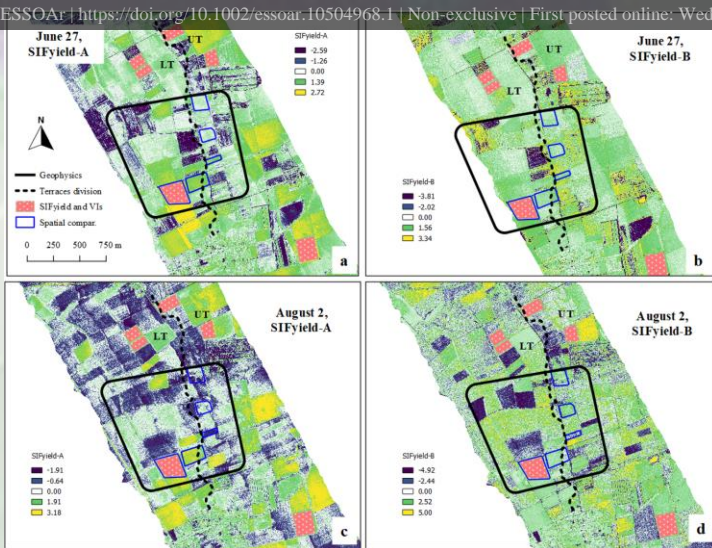 ESSOAr | https://doi.org/10.1002/essoar.10504968.1 | Non-exclusive | First posted online: Wed
June 27,
SIFyield-A
UT
LT
SIFyield-A
-2.59
-1.26
0.00
1.39
2.72
N
Geophysics
Terraces division
SIFyield and VIs
Spatial compar.
0 250 500 750 m
a
June 27,
SIFyield-B
UT
LT
SIFyield-B
-3.81
-2.02
0.00
1.56
3.34
b
August 2,
SIFyield-A
UT
LT
SIFyield-A
-1.91
-0.64
0.00
1.91
3.18
c
August 2,
SIFyield-B
UT
LT
SIFyield-B
-4.92
-2.44
0.00
2.52
5.00
d